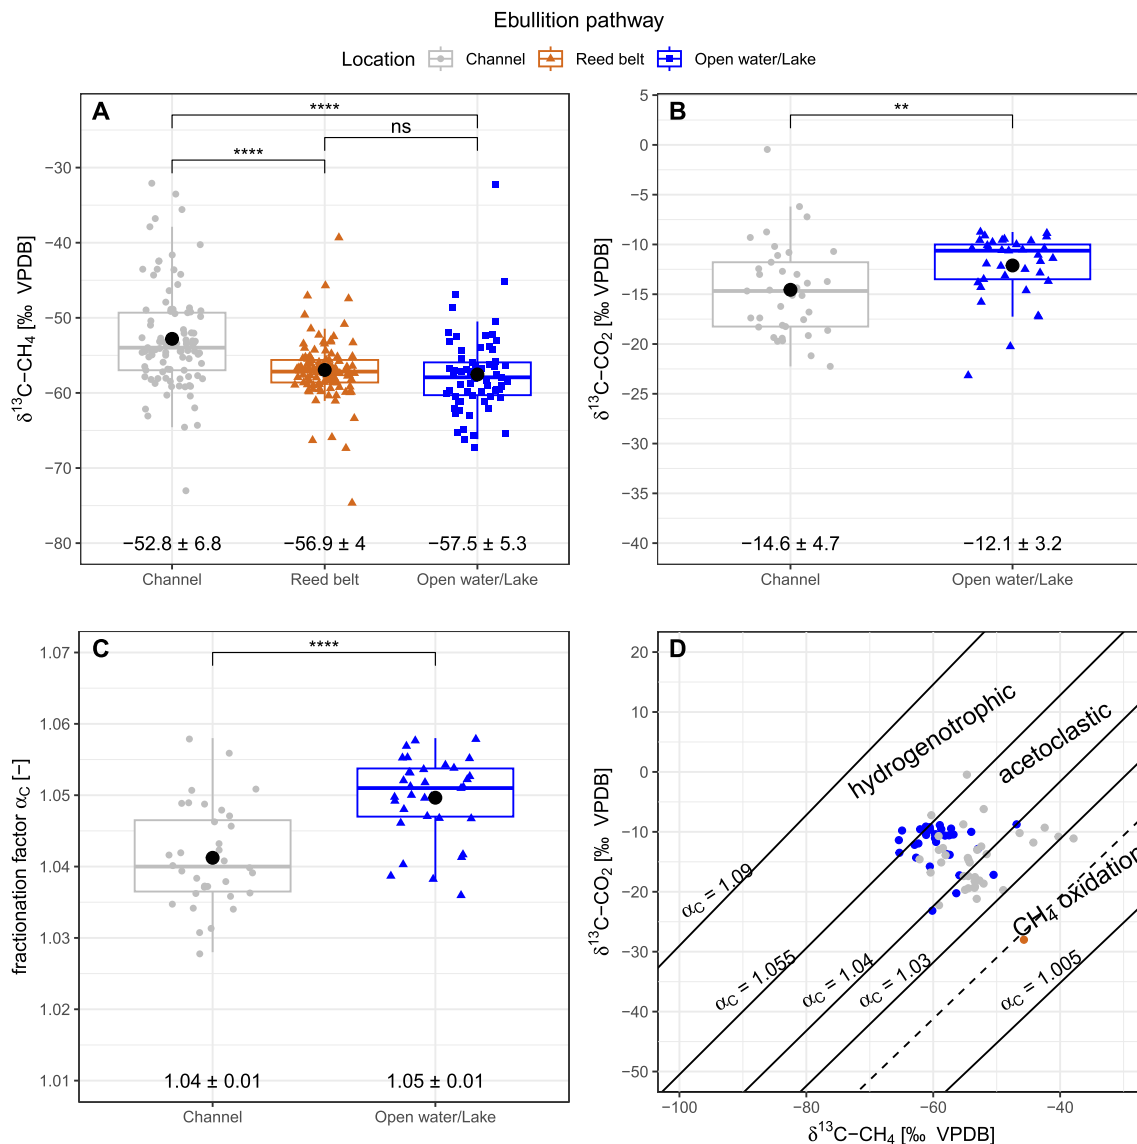 Ebullition pathway
Location Channel Reed belt Open water/Lake
A
**** 
ns
****
−30
−40
−50
−60
−70
−80
δ¹³C−CH₄ [‰ VPDB]
−52.8 ± 6.8 −56.9 ± 4 −57.5 ± 5.3
Channel Reed belt Open water/Lake
B
**
5
0
−5
−10
−15
−20
−25
−30
−35
−40
δ¹³C−CO₂ [‰ VPDB]
−14.6 ± 4.7 −12.1 ± 3.2
Channel Open water/Lake
C
****
1.07
1.06
1.05
1.04
1.03
1.02
1.01
fractionation factor α_C [−]
1.04 ± 0.01 1.05 ± 0.01
Channel Open water/Lake
D
20
10
0
−10
−20
−30
−40
−50
δ¹³C−CO₂ [‰ VPDB]
hydrogenotrophic
acetoclastic
CH₄ oxidation
α_C = 1.09
α_C = 1.055
α_C = 1.04
α_C = 1.03
α_C = 1.005
−100 −80 −60 −40
δ¹³C−CH₄ [‰ VPDB]